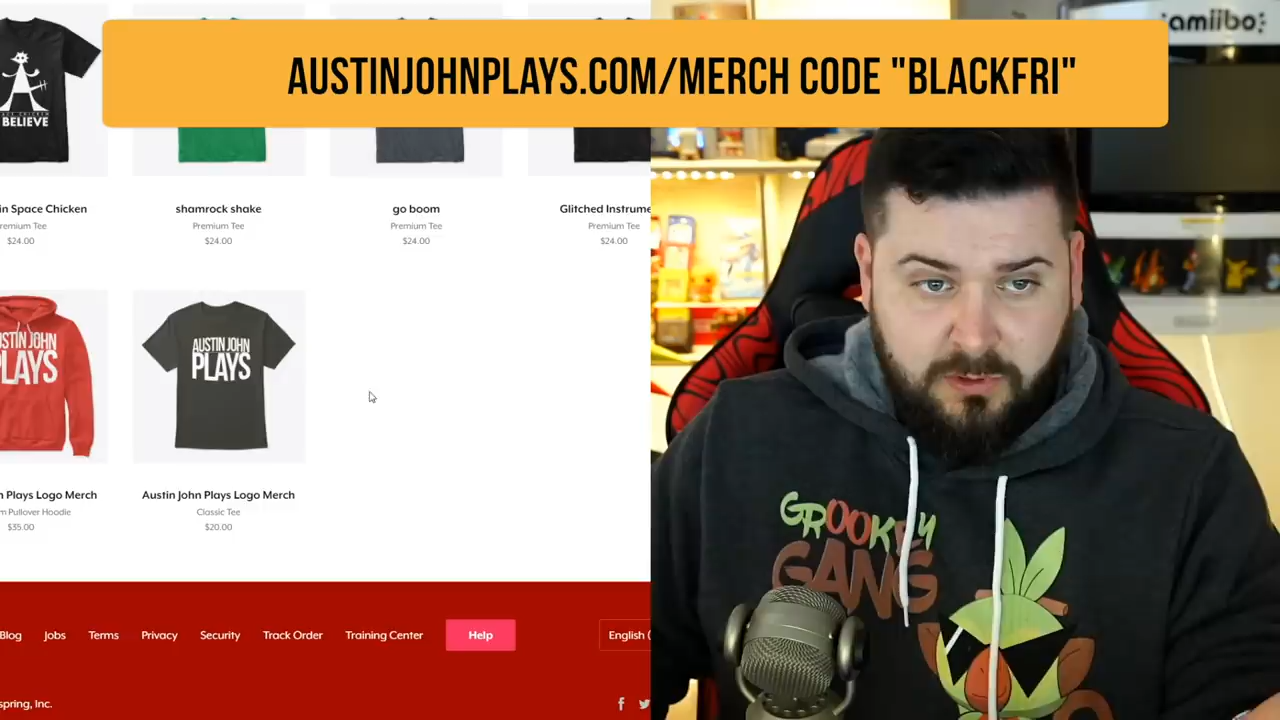 AUSTINJOHNPLAYS.COM/MERCH CODE "BLACKFRI"
amiibo
BELIEVE
in Space Chicken
shamrock shake
go boom
Glitched Instrume
remium Tee
Premium Tee
Premium Tee
Premium Tee
$24.00
$24.00
$24.00
$24.00
USTIN JOHN
PLAYS
AUSTIN JOHN
PLAYS
n Plays Logo Merch
Austin John Plays Logo Merch
m Pullover Hoodie
Classic Tee
$35.00
$20.00
GROOKEY
GANG
Blog
Jobs
Terms
Privacy
Security
Track Order
Training Center
Help
English (
spring, Inc.